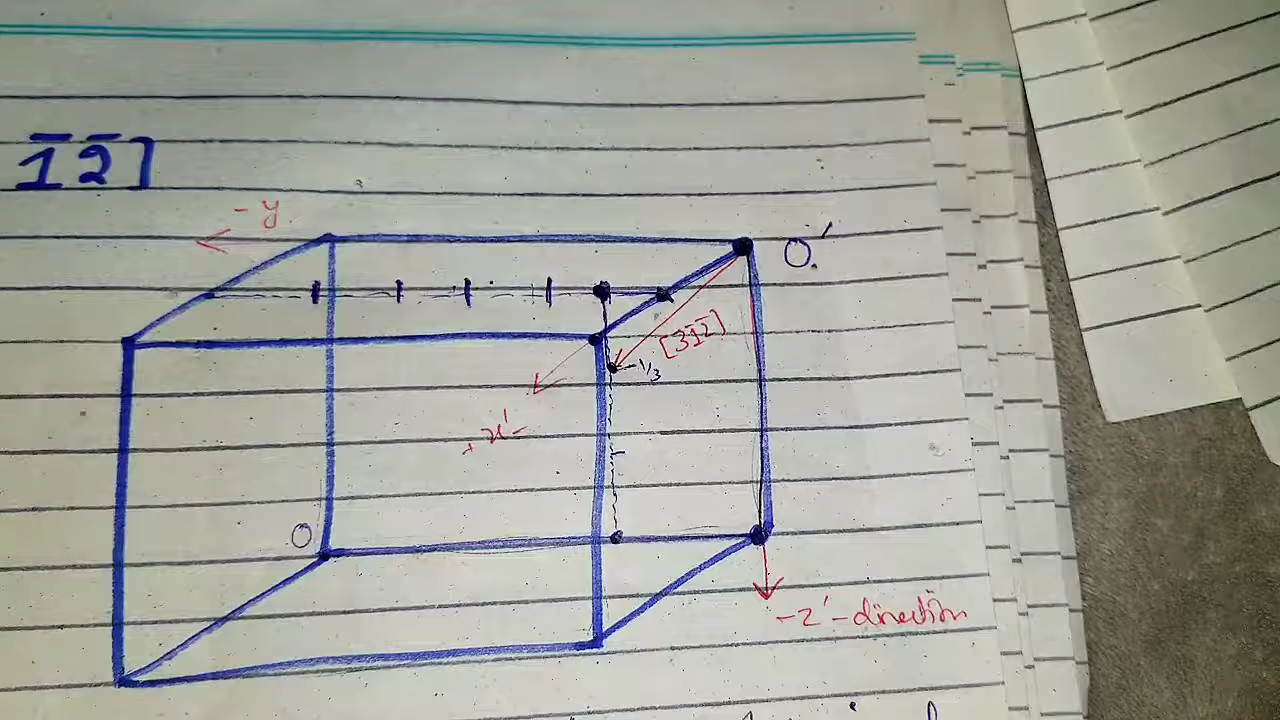 1̄2̄]
-y
O'
[31̄2̄]
1/3
+x'-
O
-z'-direction